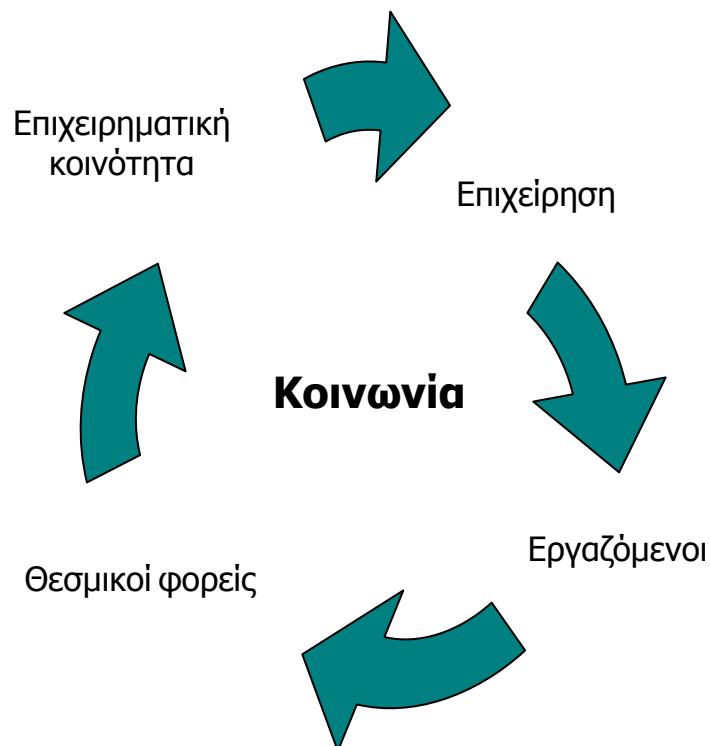 Επιχειρηματική
κοινότητα
Επιχείρηση
Κοινωνία
Εργαζόμενοι
Θεσμικοί φορείς